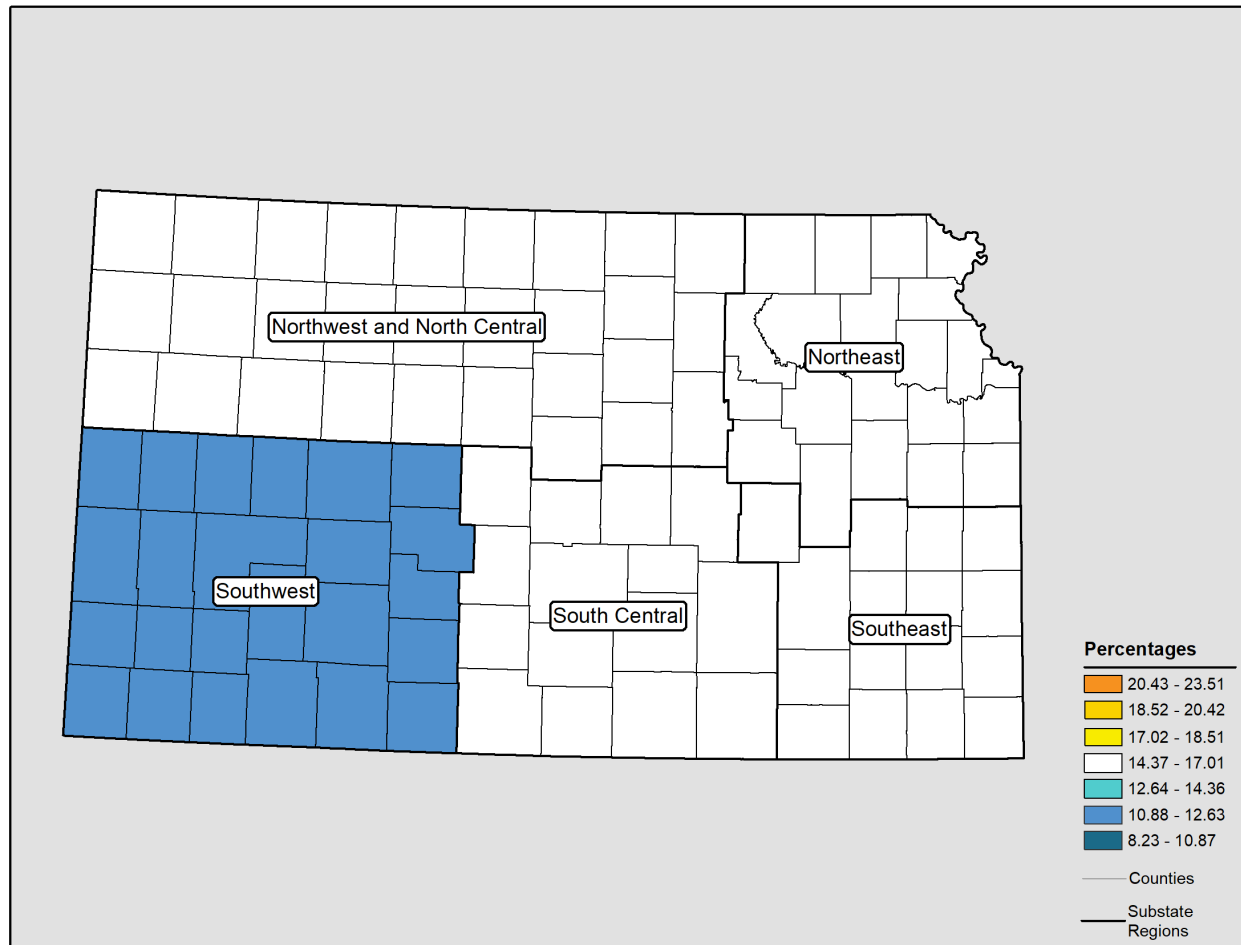 Northwest and North Central
Northeast
Southwest
South Central
Southeast
Percentages
20.43 - 23.51
18.52 - 20.42
17.02 - 18.51
14.37 - 17.01
12.64 - 14.36
10.88 - 12.63
8.23 - 10.87
Counties
Substate
Regions